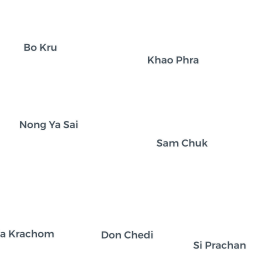 Bo Kru
Khao Phra
Nong Ya Sai
Sam Chuk
a Krachom
Don Chedi
Si Prachan